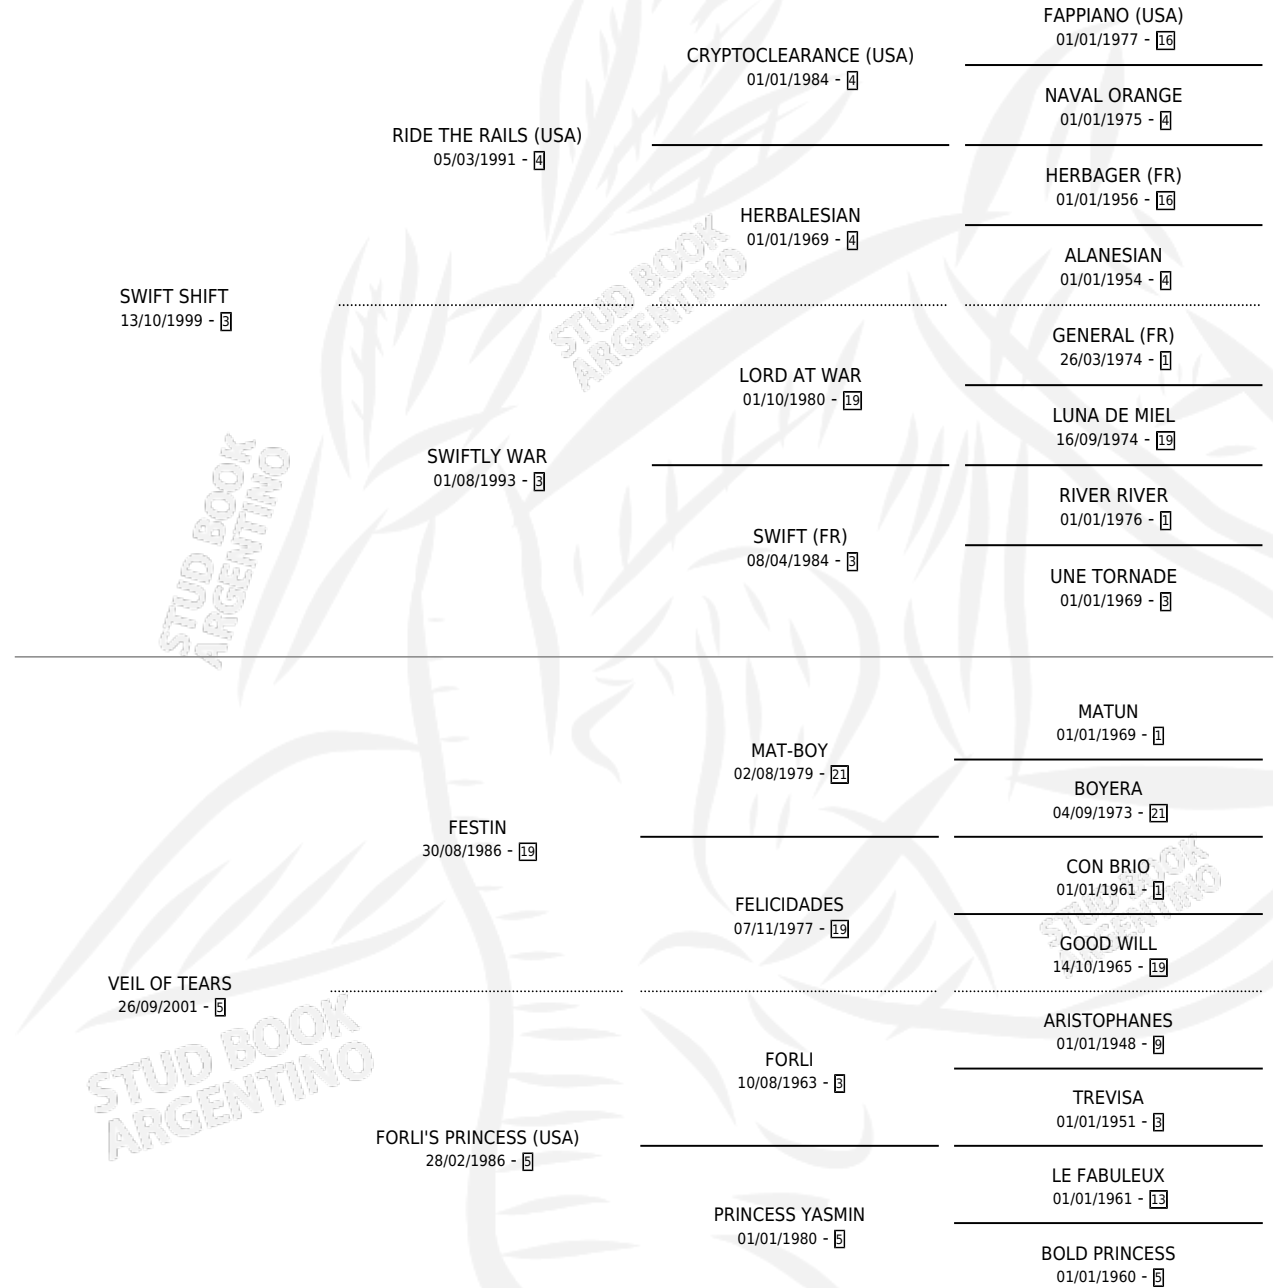 FAPPIANO (USA)
01/01/1977 - 16
CRYPTOCLEARANCE (USA)
01/01/1984 - 4
NAVAL ORANGE
01/01/1975 - 4
RIDE THE RAILS (USA)
05/03/1991 - 4
HERBAGER (FR)
01/01/1956 - 16
HERBALESIAN
01/01/1969 - 4
ALANESIAN
01/01/1954 - 4
SWIFT SHIFT
13/10/1999 - 3
GENERAL (FR)
26/03/1974 - 1
LORD AT WAR
01/10/1980 - 19
LUNA DE MIEL
16/09/1974 - 19
SWIFTLY WAR
01/08/1993 - 3
RIVER RIVER
01/01/1976 - 1
SWIFT (FR)
08/04/1984 - 3
UNE TORNADE
01/01/1969 - 3
MATUN
01/01/1969 - 1
MAT-BOY
02/08/1979 - 21
BOYERA
04/09/1973 - 21
FESTIN
30/08/1986 - 19
CON BRIO
01/01/1961 - 1
FELICIDADES
07/11/1977 - 19
GOOD WILL
14/10/1965 - 19
VEIL OF TEARS
26/09/2001 - 5
ARISTOPHANES
01/01/1948 - 9
FORLI
10/08/1963 - 3
TREVISA
01/01/1951 - 3
FORLI'S PRINCESS (USA)
28/02/1986 - 5
LE FABULEUX
01/01/1961 - 13
PRINCESS YASMIN
01/01/1980 - 5
BOLD PRINCESS
01/01/1960 - 5
STUD BOOK
ARGENTINO
STUD BOOK
ARGENTINO
STUD BOOK
ARGENTINO
STUD BOOK
ARGENTINO